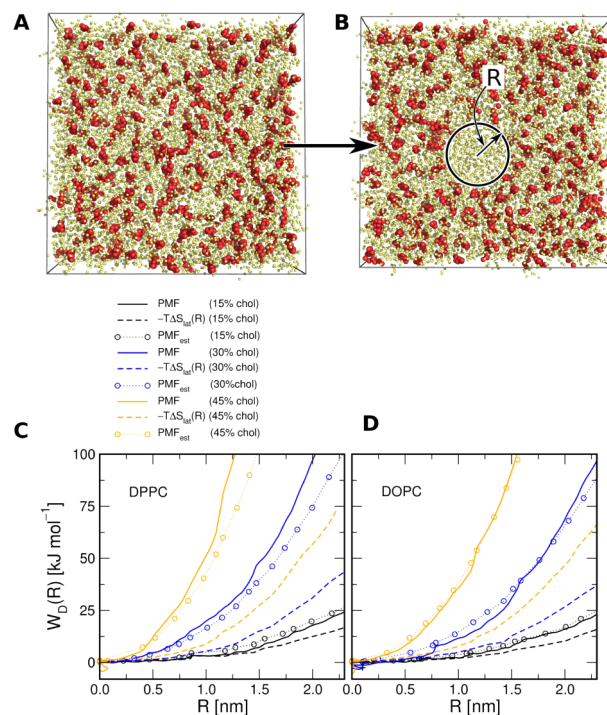 A
B
R
PMF (15% chol)
−TΔS_lat(R) (15% chol)
PMF_est (15% chol)
PMF (30% chol)
−TΔS_lat(R) (30% chol)
PMF_est (30%chol)
PMF (45% chol)
−TΔS_lat(R) (45% chol)
PMF_est (45% chol)
C
D
100
75
50
25
0
W_D(R) [kJ mol⁻¹]
DPPC
DOPC
0.0 0.5 1.0 1.5 2.0 0.0 0.5 1.0 1.5 2.0
R [nm] R [nm]